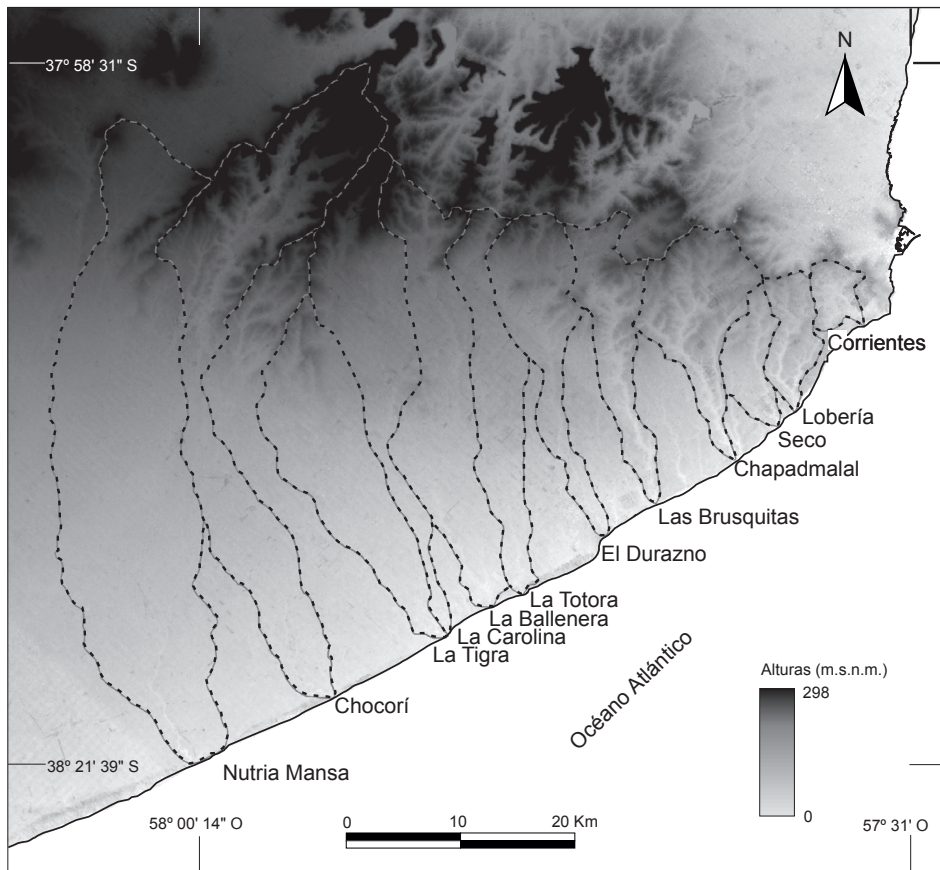 37º 58' 31" S
N
Corrientes
Lobería
Seco
Chapadmalal
Las Brusquitas
El Durazno
La Totora
La Ballenera
La Carolina
La Tigra
Océano Atlántico
Alturas (m.s.n.m.)
298
0
Chocorí
38º 21' 39" S
Nutria Mansa
58º 00' 14" O
0 10 20 Km
57º 31' O